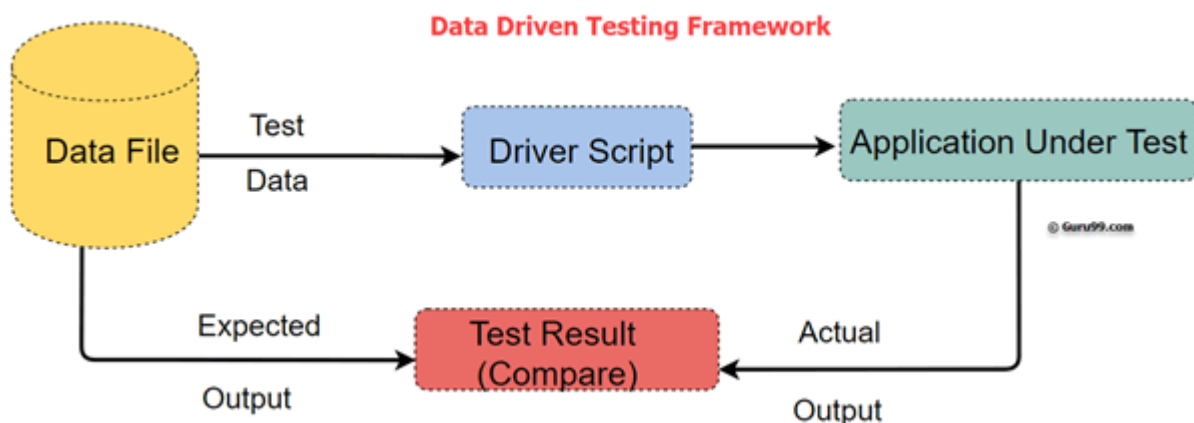 Data Driven Testing Framework
Data File
Test
Data
Driver Script
Application Under Test
© Guru99.com
Expected
Output
Test Result
(Compare)
Actual
Output